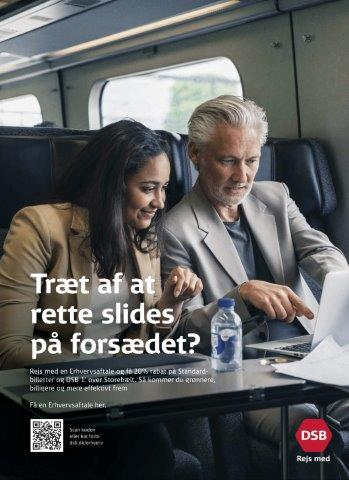 Træt af at
rette slides
på forsædet?
Rejs med en Erhvervsaftale og få 20% rabat på Standard-
billetter og DSB 1' over Storebælt. Så kommer du grønnere,
billigere og mere effektivt frem
Få en Erhvervsaftale her.
Scan koden
eller kig forbi
dsb.dk/erhverv
DSB
Rejs med